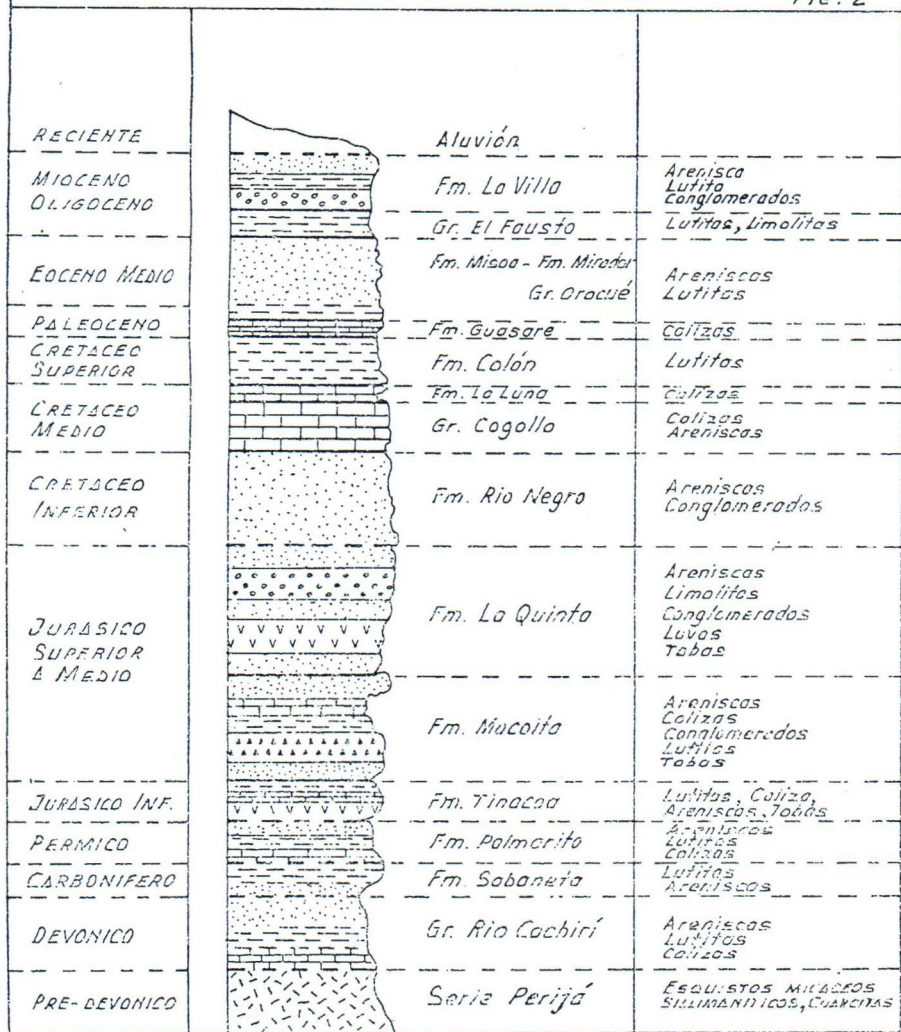 FIG. 2
RECIENTE
Aluvión
MIOCENO
OLIGOCENO
Fm. La Villa
Arenisca
Lutita
Conglomerados
Gr. El Fausto
Lutitas, Limolitas
EOCENO MEDIO
Fm. Misoa - Fm. Mirador
Gr. Orocué
Areniscas
Lutitas
PALEOCENO
Fm. Guasare
Calizas
CRETACEO
SUPERIOR
Fm. Colón
Lutitas
Fm. La Luna
Calizas
CRETACEO
MEDIO
Gr. Cogollo
Calizas
Areniscas
CRETACEO
INFERIOR
Fm. Rio Negro
Areniscas
Conglomerados
JURASICO
SUPERIOR
A MEDIO
Fm. La Quinta
Areniscas
Limolitas
Conglomerados
Lavas
Tobas
Fm. Macoita
Areniscas
Calizas
Conglomerados
Lutitas
Tobas
JURASICO INF.
Fm. Tinacoa
Lutitas, Caliza,
Areniscas, Tobas
PERMICO
Fm. Palmarito
Areniscas
Lutitas
Calizas
CARBONIFERO
Fm. Sabaneta
Lutitas
Areniscas
DEVONICO
Gr. Rio Cachirí
Areniscas
Lutitas
Calizas
PRE-DEVONICO
Serie Perijá
ESQUISTOS MICACEOS
SILLIMANITICOS, CUARCITAS